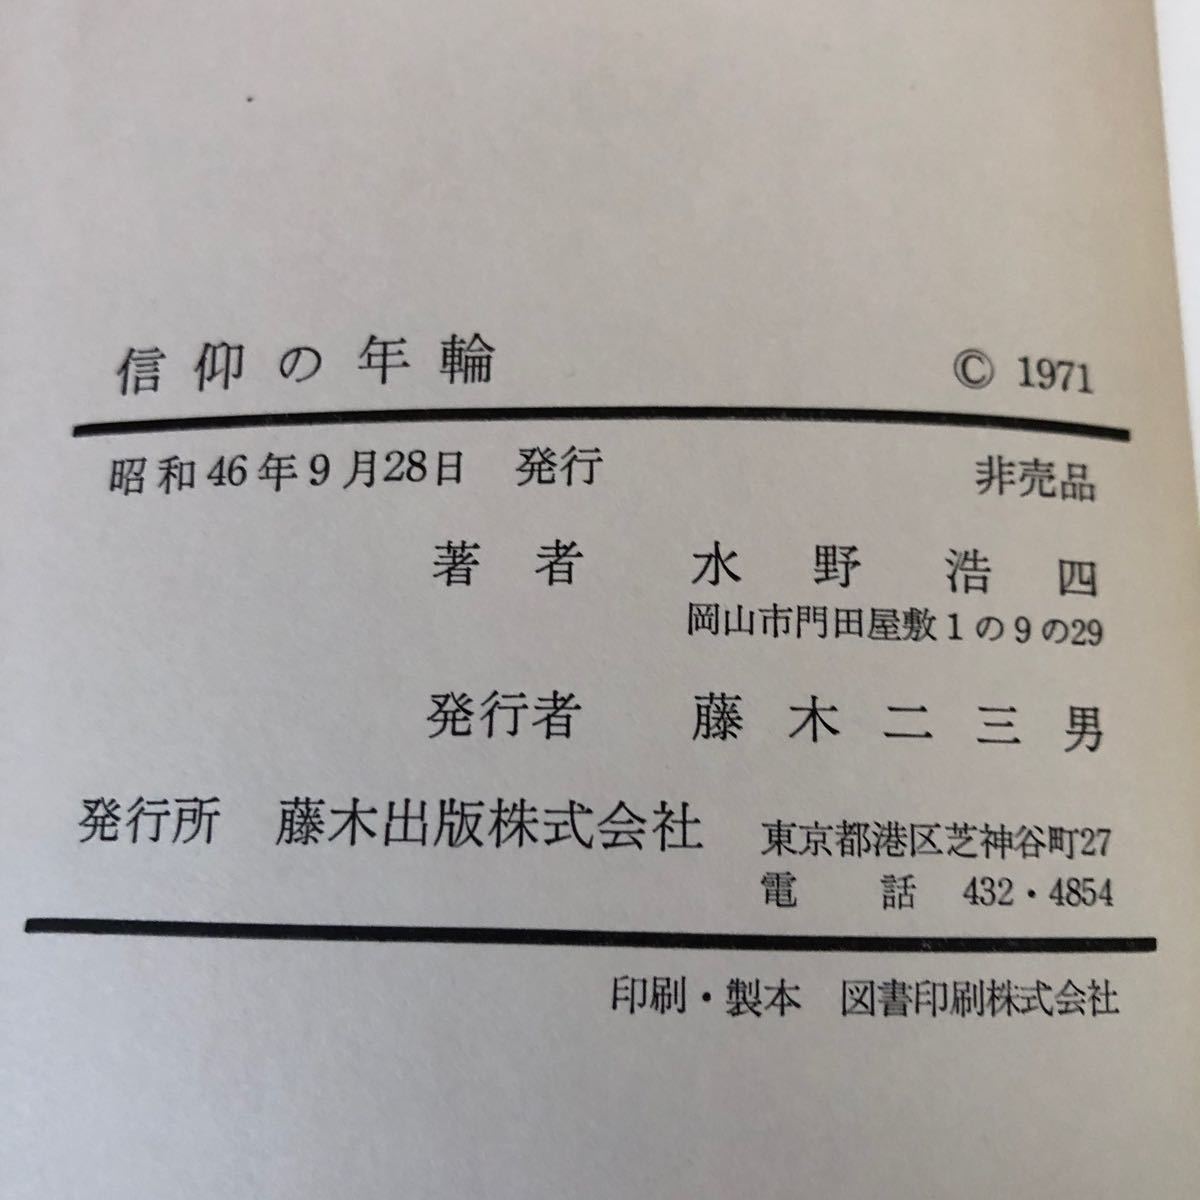 信仰の年輪 © 1971
昭和46年9月28日 発行 非売品
著者 水野浩四
岡山市門田屋敷1の9の29
発行者 藤木二三男
発行所 藤木出版株式会社 東京都港区芝神谷町27
電話 432・4854
印刷・製本 図書印刷株式会社